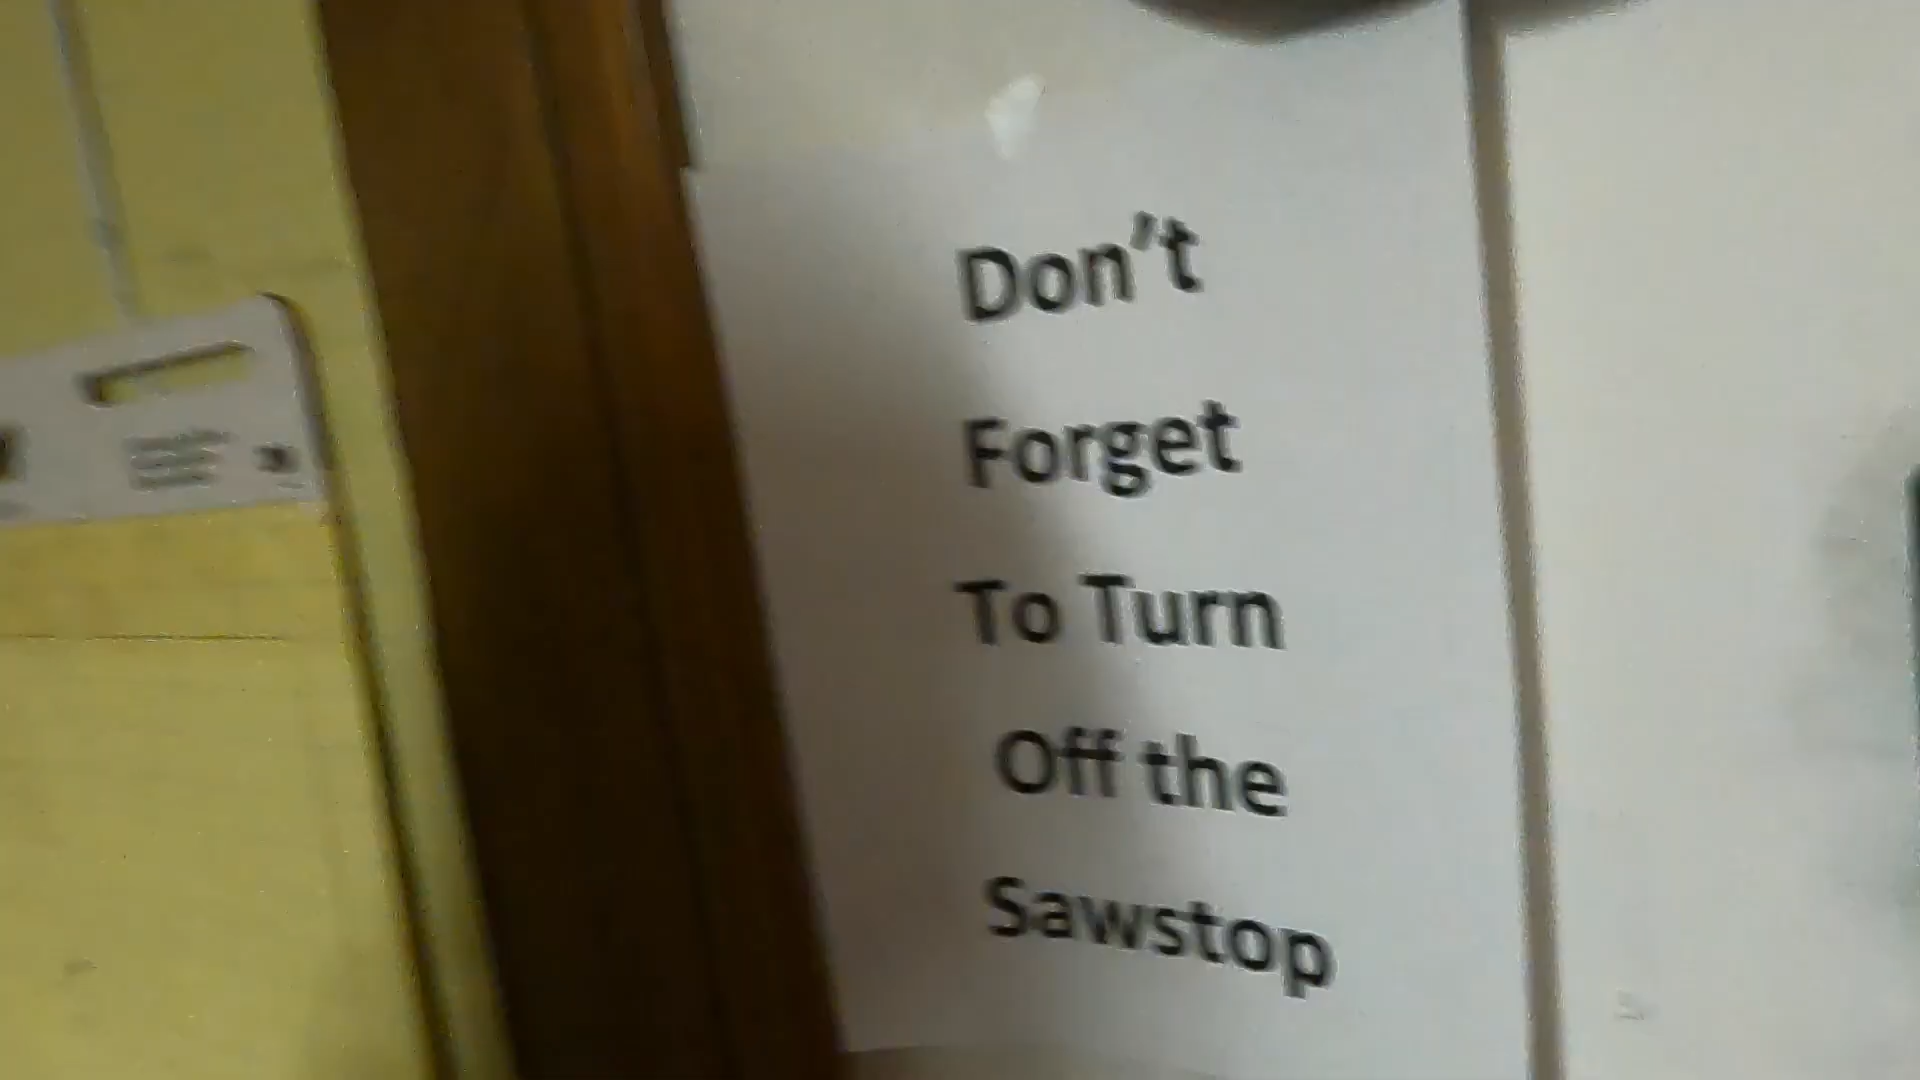 Don't
Forget
To Turn
Off the
Sawstop